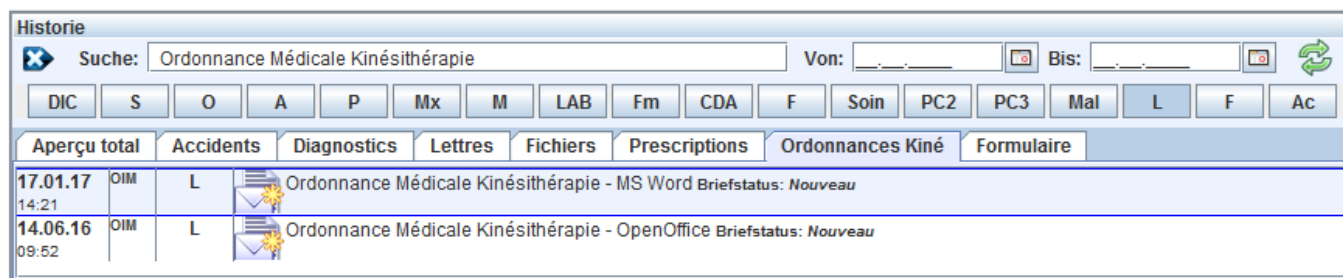 Historie
Suche: Ordonnance Médicale Kinésithérapie Von: __.__.____ Bis: __.__.____
DIC S O A P Mx M LAB Fm CDA F Soin PC2 PC3 Mal L F Ac
Aperçu total Accidents Diagnostics Lettres Fichiers Prescriptions Ordonnances Kiné Formulaire
17.01.17 OIM L Ordonnance Médicale Kinésithérapie - MS Word Briefstatus: Nouveau
14:21
14.06.16 OIM L Ordonnance Médicale Kinésithérapie - OpenOffice Briefstatus: Nouveau
09:52